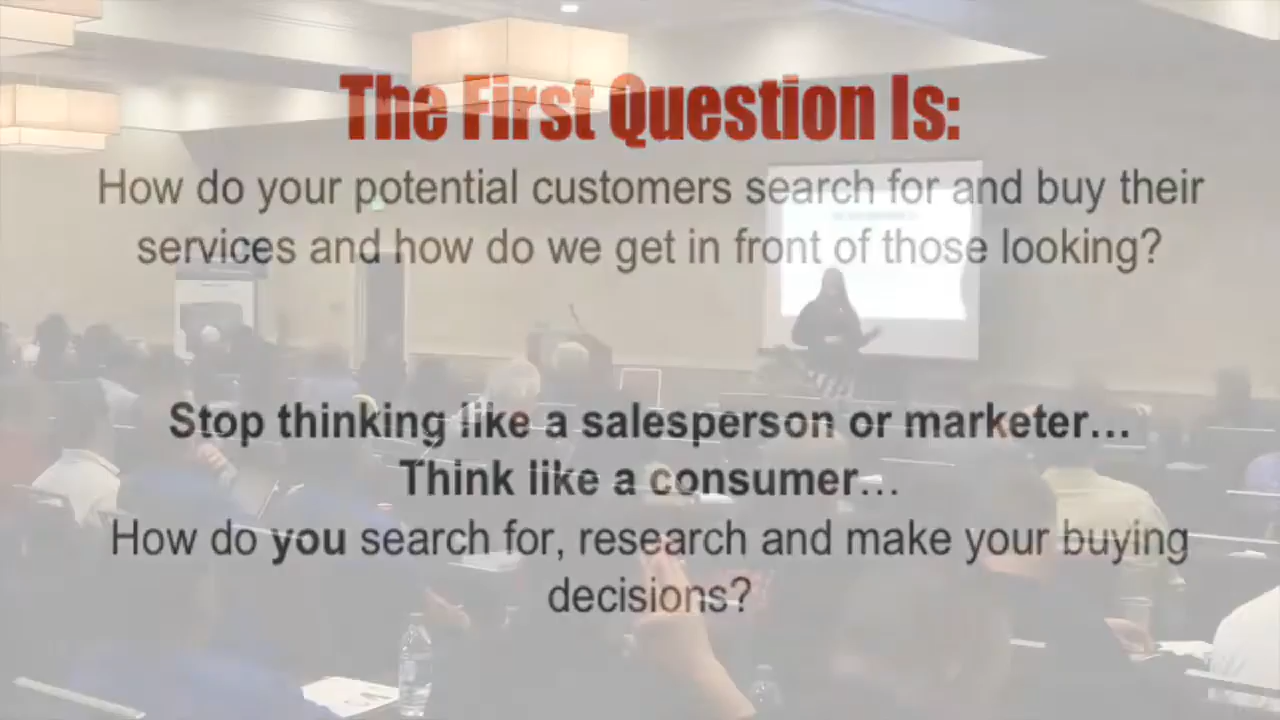 The First Question Is:
How do your potential customers search for and buy their
services and how do we get in front of those looking?
Stop thinking like a salesperson or marketer...
Think like a consumer...
How do you search for, research and make your buying
decisions?